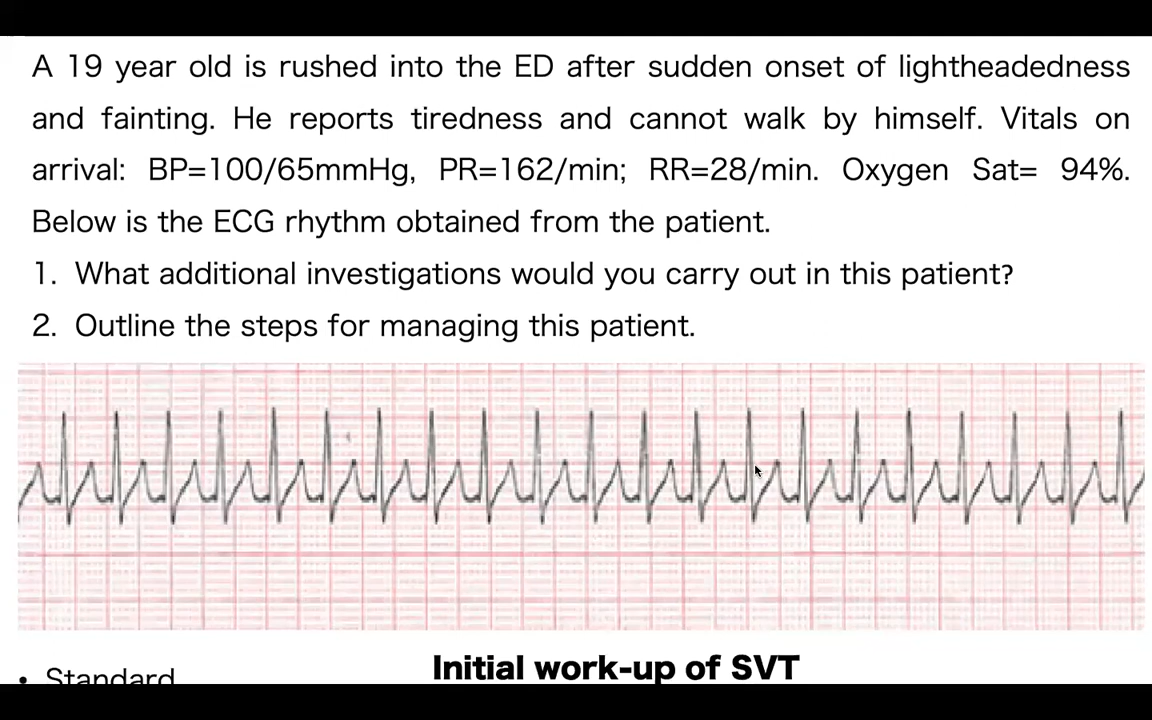 A 19 year old is rushed into the ED after sudden onset of lightheadedness
and fainting. He reports tiredness and cannot walk by himself. Vitals on
arrival: BP=100/65mmHg, PR=162/min; RR=28/min. Oxygen Sat= 94%.
Below is the ECG rhythm obtained from the patient.
1. What additional investigations would you carry out in this patient?
2. Outline the steps for managing this patient.
Initial work-up of SVT
• Standard